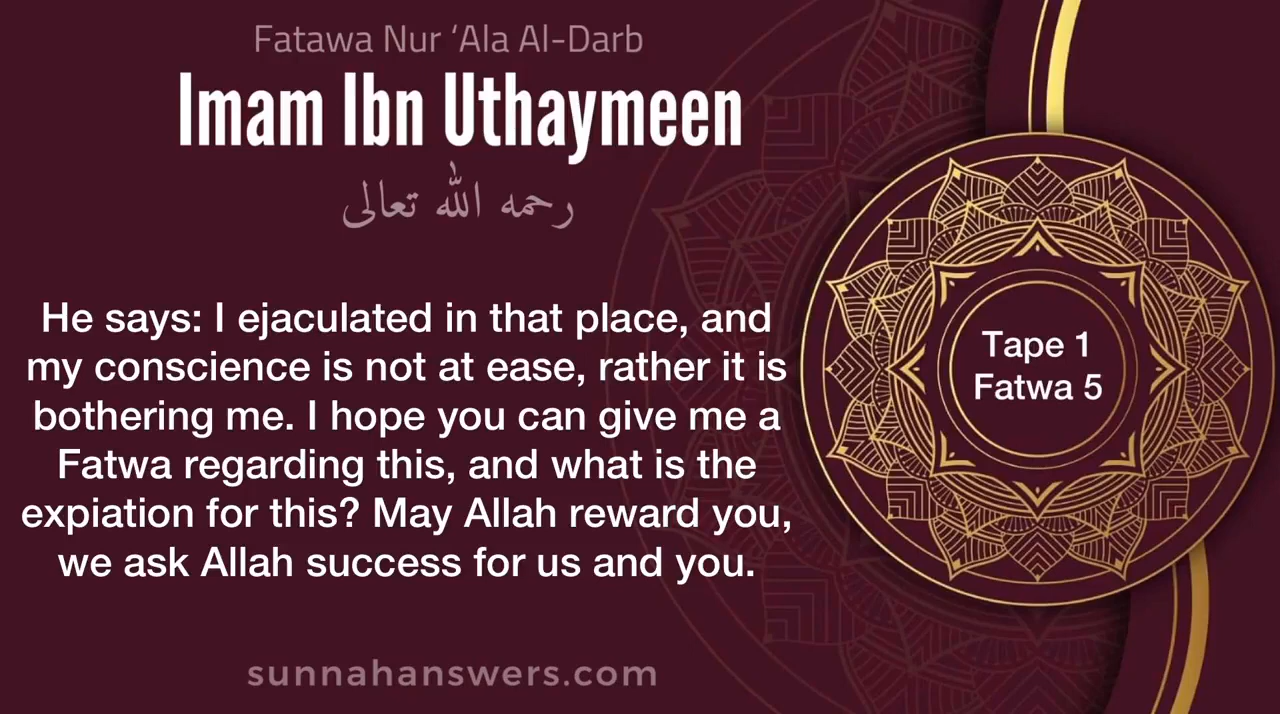 Fatawa Nur ‘Ala Al-Darb
Imam Ibn Uthaymeen
رحمه الله تعالى
He says: I ejaculated in that place, and
my conscience is not at ease, rather it is
bothering me. I hope you can give me a
Fatwa regarding this, and what is the
expiation for this? May Allah reward you,
we ask Allah success for us and you.
Tape 1
Fatwa 5
sunnahanswers.com